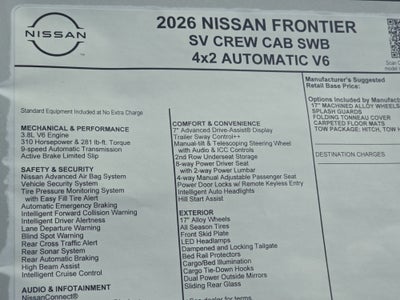 NISSAN
2026 NISSAN FRONTIER
SV CREW CAB SWB
4x2 AUTOMATIC V6
Standard Equipment Included at No Extra Charge
MECHANICAL & PERFORMANCE
3.8L V6 Engine
310 Horsepower & 281 lb-ft. Torque
9-speed Automatic Transmission
Active Brake Limited Slip
SAFETY & SECURITY
Nissan Advanced Air Bag System
Vehicle Security System
Tire Pressure Monitoring System
with Easy Fill Tire Alert
Automatic Emergency Braking
Intelligent Forward Collision Warning
Intelligent Driver Alertness
Lane Departure Warning
Blind Spot Warning
Rear Cross Traffic Alert
Rear Sonar System
Rear Automatic Braking
High Beam Assist
Intelligent Cruise Control
AUDIO & INFOTAINMENT
NissanConnect®
COMFORT & CONVENIENCE
7" Advanced Drive-Assist® Display
Trailer Sway Control++
Manual-tilt & Telescoping Steering Wheel
with Audio & ICC Controls
2nd Row Underseat Storage
8-way Power Driver Seat
with 2-way Power Lumbar
4-way Manual Adjustable Passenger Seat
Power Door Locks w/ Remote Keyless Entry
Intelligent Auto Headlights
Hill Start Assist
EXTERIOR
17" Alloy Wheels
All Season Tires
Front Skid Plate
LED Headlamps
Dampened and Locking Tailgate
Bed Rail Protectors
Cargo/Bed Illumination
Cargo Tie-Down Hooks
Dual Power Outside Mirrors
Sliding Rear Window
Scan
Manufacturer's Suggested
Retail Base Price:
Options Included by Manufacturer
17" MACHINED ALLOY WHEELS
SPLASH GUARDS
FOLDING TONNEAU COVER
CARPETED FLOOR MATS
TOW PACKAGE: HITCH, TOW H
DESTINATION CHARGES